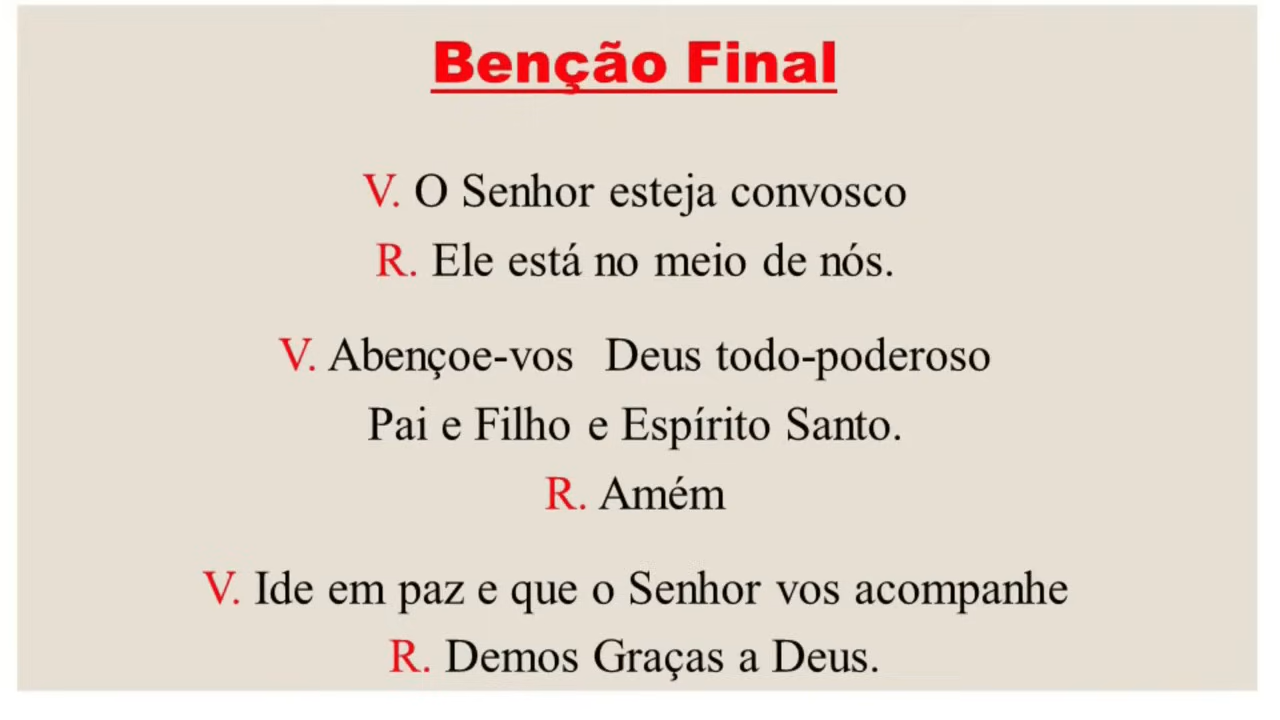 Benção Final
V. O Senhor esteja convosco
R. Ele está no meio de nós.
V. Abençoe-vos Deus todo-poderoso
Pai e Filho e Espírito Santo.
R. Amém
V. Ide em paz e que o Senhor vos acompanhe
R. Demos Graças a Deus.